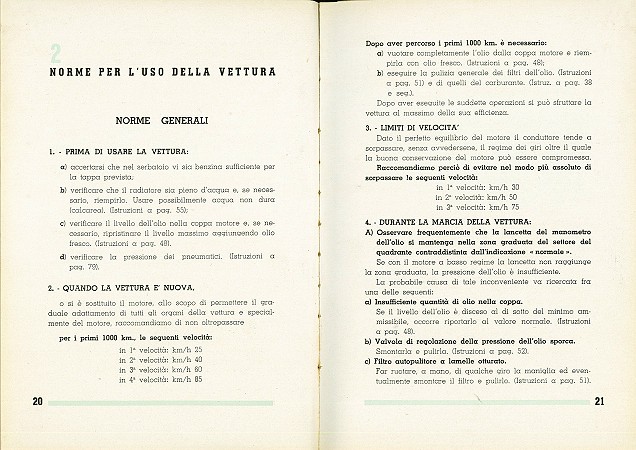 2
NORME PER L'USO DELLA VETTURA
NORME GENERALI
1. - PRIMA DI USARE LA VETTURA:
a) accertarsi che nel serbatoio vi sia benzina sufficiente per
la tappa prevista;
b) verificare che il radiatore sia pieno d'acqua e, se neces-
sario, riempirlo. Usare possibilmente acqua non dura
(calcarea). (Istruzioni a pag. 55);
c) verificare il livello dell'olio nella coppa motore e, se ne-
cessario, ripristinare il livello massimo aggiungendo olio
fresco. (Istruzioni a pag. 48).
d) verificare la pressione dei pneumatici. (Istruzioni a
pag. 79).
2. - QUANDO LA VETTURA E' NUOVA,
o si è sostituito il motore, allo scopo di permettere il gra-
duale adattamento di tutti gli organi della vettura e special-
mente del motore, raccomandiamo di non oltrepassare
per i primi 1000 km., le seguenti velocità:
in 1ª velocità: km/h 25
in 2ª velocità: km/h 40
in 3ª velocità: km/h 60
in 4ª velocità: km/h 85
20
Dopo aver percorso i primi 1000 km. è necessario:
a) vuotare completamente l'olio dalla coppa motore e riem-
pirla con olio fresco. (Istruzioni a pag. 48);
b) eseguire la pulizia generale dei filtri dell'olio. (Istruzioni
a pag. 51) e di quelli del carburante. (Istruz. a pag. 38
e seg.).
Dopo aver eseguite le suddette operazioni si può sfruttare la
vettura al massimo della sua efficienza.
3. - LIMITI DI VELOCITA'
Dato il perfetto equilibrio del motore il conduttore tende a
sorpassare, senza avvedersene, il regime dei giri oltre il quale
la buona conservazione del motore può essere compromessa.
Raccomandiamo perciò di evitare nel modo più assoluto di
sorpassare le seguenti velocità:
in 1ª velocità: km/h 30
in 2ª velocità: km/h 50
in 3ª velocità: km/h 75
4. - DURANTE LA MARCIA DELLA VETTURA:
A) Osservare frequentemente che la lancetta del manometro
dell'olio si mantenga nella zona graduata del settore del
quadrante contraddistinta dall'indicazione « normale ».
Se con il motore a basso regime la lancetta non raggiunge
la zona graduata, la pressione dell'olio è insufficiente.
La probabile causa di tale inconveniente va ricercata fra
una delle seguenti:
a) Insufficiente quantità di olio nella coppa.
Se il livello dell'olio è disceso al di sotto del minimo am-
missibile, occorre riportarlo al valore normale. (Istruzioni
a pag. 48).
b) Valvola di regolazione della pressione dell'olio sporca.
Smontarla e pulirla. (Istruzioni a pag. 52).
c) Filtro autopulitore a lamelle otturato.
Far ruotare, a mano, di qualche giro la maniglia ed even-
tualmente smontare il filtro e pulirlo. (Istruzioni a pag. 51).
21